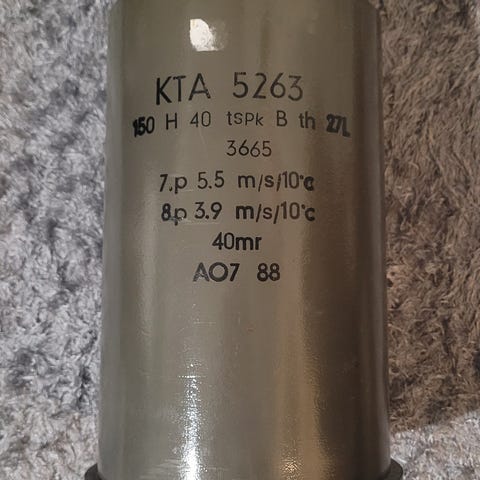 KTA 5263
150 H 40 tSPk B th 27L
3665
7.p 5.5 m/s/10°C
8.p 3.9 m/s/10°C
40mr
AO7 88